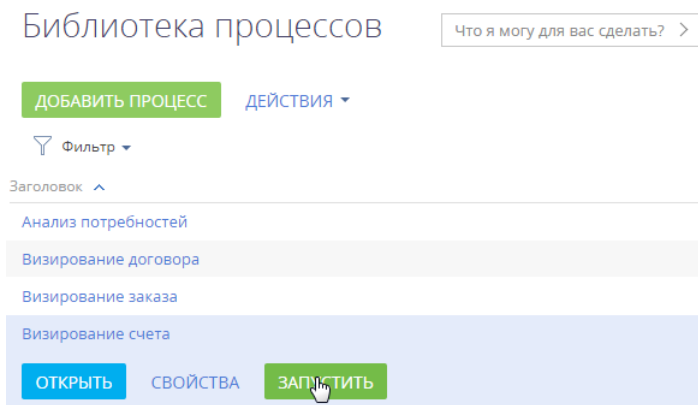 Библиотека процессов
Что я могу для вас сделать? >
ДОБАВИТЬ ПРОЦЕСС ДЕЙСТВИЯ
Фильтр
Заголовок
Анализ потребностей
Визирование договора
Визирование заказа
Визирование счета
ОТКРЫТЬ СВОЙСТВА ЗАПУСТИТЬ